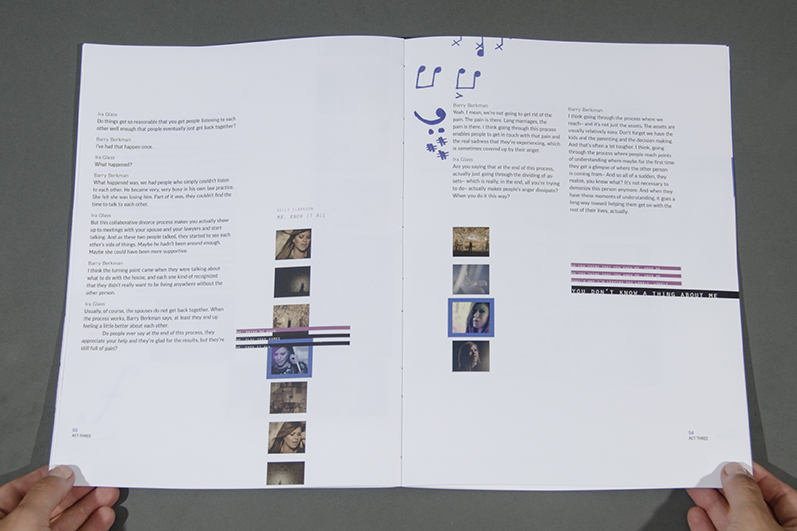 Ira Glass
Do things get so reasonable that you get people listening to each
other well enough that people eventually just get back together?
Barry Berkman
I've had that happen once.
Ira Glass
What happened?
Barry Berkman
What happened was, we had people who simply couldn't listen
to each other. He became very, very busy in his own law practice.
She felt she was losing him. Part of it was, they couldn't find the
time to talk to each other.
Ira Glass
But this collaborative divorce process makes you actually show
up to meetings with your spouse and your lawyers and start
talking. And as these two people talked, they started to see each
other's side of things. Maybe he hadn't been around enough.
Maybe she could have been more supportive.
Barry Berkman
I think the turning point came when they were talking about
what to do with the house, and each one kind of recognized
that they didn't really want to be living anywhere without the
other person.
Ira Glass
Usually, of course, the spouses do not get back together. When
the process works, Barry Berkman says, at least they end up
feeling a little better about each other.
Do people ever say at the end of this process, they
appreciate your help and they're glad for the results, but they're
still full of pain?
KELLY CLARKSON
MR. KNOW IT ALL
53
ACT THREE
Barry Berkman
Yeah. I mean, we're not going to get rid of the
pain. The pain is there. Lang marriages, the
pain is there. I think going through this process
enables people to get in touch with that pain and
the real sadness that they're experiencing, which
is sometimes covered up by their anger.
Ira Glass
Are you saying that at the end of this process,
actually just going through the dividing of as-
sets– which is really, in the end, all you're trying
to do– actually makes people's anger dissipate?
When you do it this way?
Barry Berkman
I think going through the process where we
reach– and it's not just the assets. The assets are
usually relatively easy. Don't forget we have the
kids and the parenting and the decision making.
And that's often a lot tougher. I think, going
through the process where people reach points
of understanding where maybe for the first time
they get a glimpse of where the other person
is coming from– And so all of a sudden, they
realize, you know what? It's not necessary to
demonize this person anymore. And when they
have those moments of understanding, it goes a
long way toward helping them get on with the
rest of their lives, actually.
YOU DON'T KNOW A THING ABOUT ME
54
ACT THREE